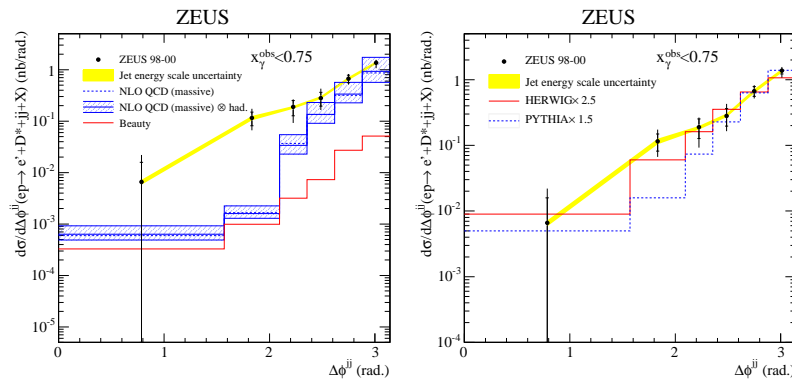 ZEUS
dσ/dΔϕ^jj(ep→ e'+D*+jj+X) (nb/rad.)
x_γ^obs<0.75
ZEUS 98-00
Jet energy scale uncertainty
NLO QCD (massive)
NLO QCD (massive) ⊗ had.
Beauty
1
10^-1
10^-2
10^-3
10^-4
10^-5
0 1 2 3
Δϕ^jj (rad.)
ZEUS
dσ/dΔϕ^jj(ep→ e'+D*+jj+X) (nb/rad.)
x_γ^obs<0.75
ZEUS 98-00
Jet energy scale uncertainty
HERWIG× 2.5
PYTHIA× 1.5
1
10^-1
10^-2
10^-3
10^-4
0 1 2 3
Δϕ^jj (rad.)